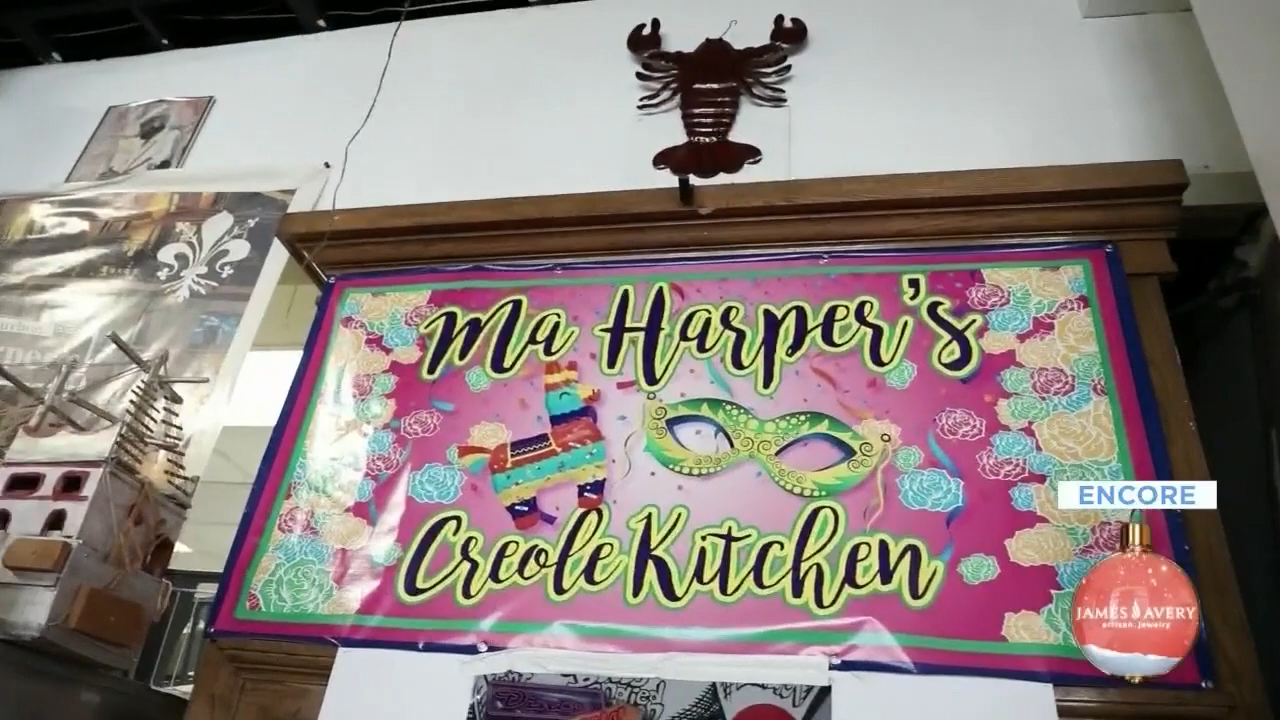 Ma Harper's
Creole Kitchen
ENCORE
JAMES AVERY
artisan jewelry